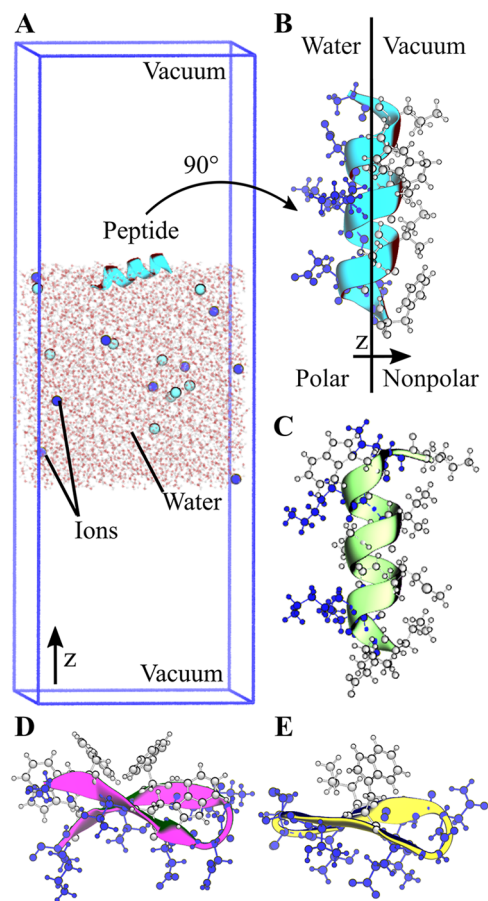 A
Vacuum
90°
Peptide
Ions
Water
z
Vacuum
B
Water Vacuum
z
Polar Nonpolar
C
D
E